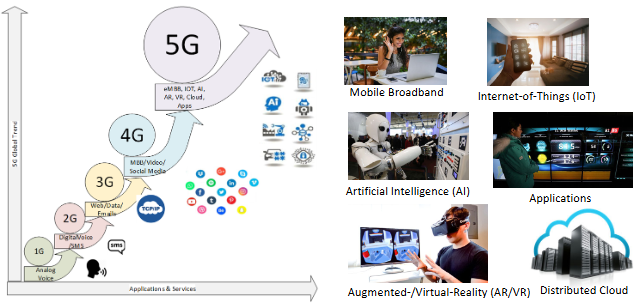 5G Global Trend
5G
eMBB, IOT, AI,
AR, VR, Cloud,
Apps
4G
MBB/Video/
Social Media
3G
Web/Data/
Emails
2G
Digital Voice
/SMS
1G
Analog
Voice
TCP/IP
sms
IOT
AI
Applications & Services
Mobile Broadband
Internet-of-Things (IoT)
Artificial Intelligence (AI)
Applications
Augmented-/Virtual-Reality (AR/VR)
Distributed Cloud